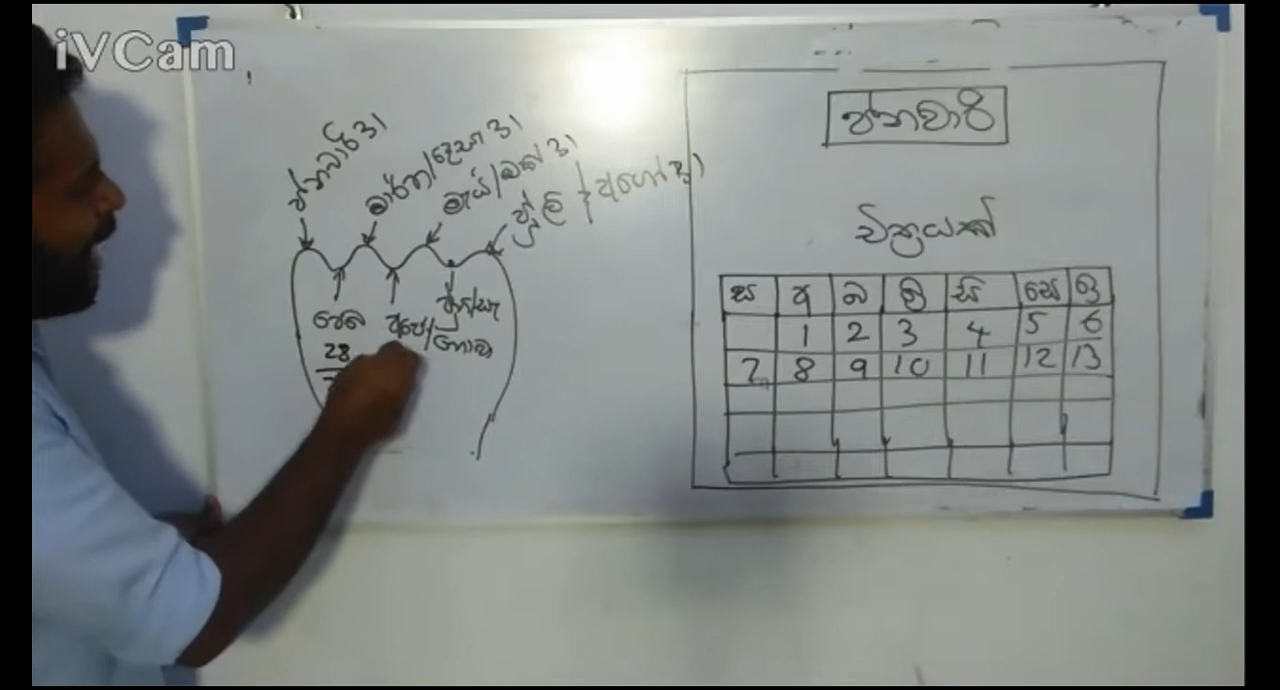 iVCam
ජනවාරි 31
මාර්තු/දෙසැ 31
මැයි/ඔක් 31
ජූලි / අගෝ 31
පෙබ
28
අප්‍රේ/නොවැ
ජූනි/සැ
ජනවාරි
චිත්‍රයක්
ස අ බ බ්‍ර සි සෙ ඉ
1 2 3 4 5 6
7 8 9 10 11 12 13